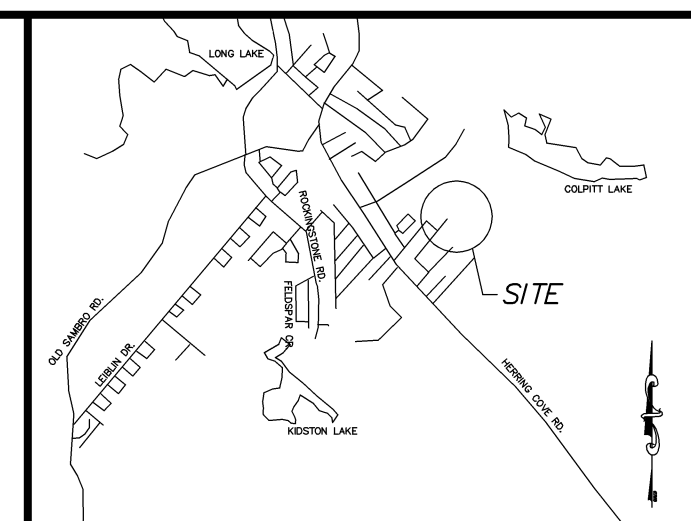 LONG LAKE
COLPITT LAKE
ROCKINGSTONE RD.
SITE
FELDSPAR CR.
OLD SAMBRO RD.
LEIBLIN DR.
HERRING COVE RD.
KIDSTON LAKE